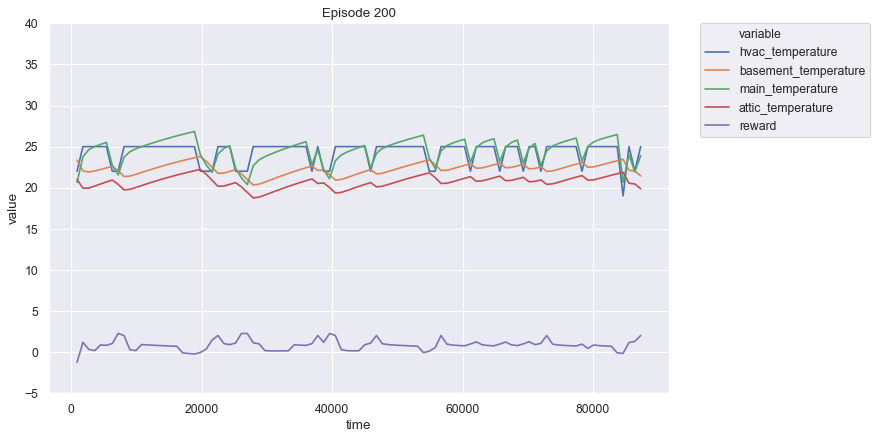 Episode 200
40
35
30
25
20
15
10
5
0
−5
value
0 20000 40000 60000 80000
time
variable
hvac_temperature
basement_temperature
main_temperature
attic_temperature
reward